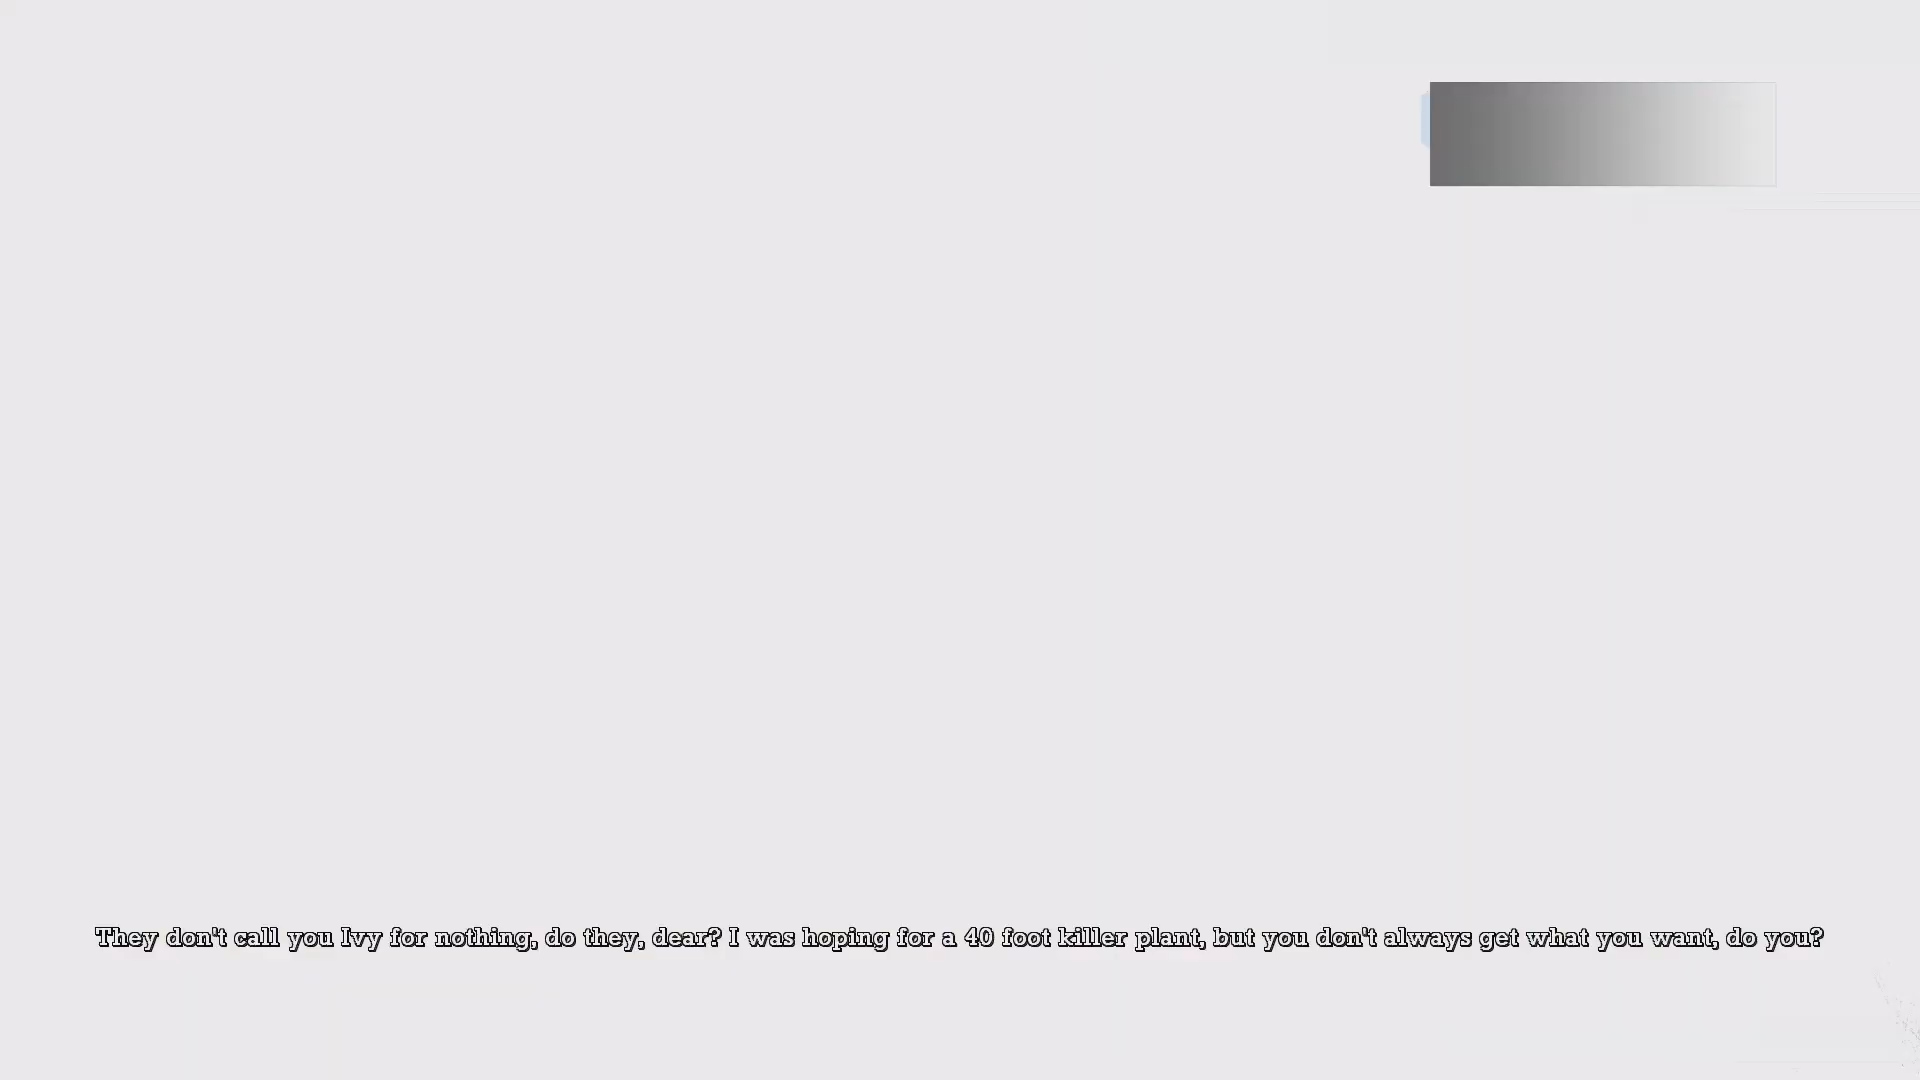 They don't call you Ivy for nothing, do they, dear? I was hoping for a 40 foot killer plant, but you don't always get what you want, do you?